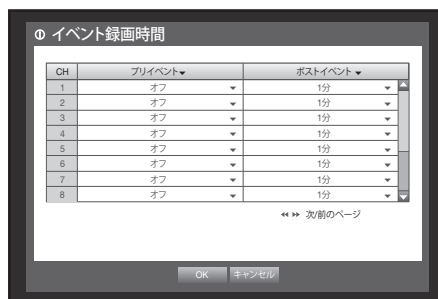 イベント録画時間
CH プリイベント ポストイベント
1 オフ 1分
2 オフ 1分
3 オフ 1分
4 オフ 1分
5 オフ 1分
6 オフ 1分
7 オフ 1分
8 オフ 1分
次/前のページ
OK キャンセル